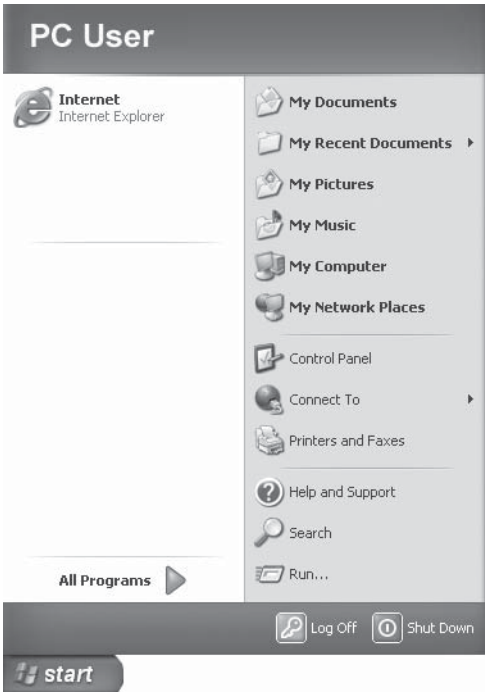 PC User
Internet
Internet Explorer
All Programs
My Documents
My Recent Documents
My Pictures
My Music
My Computer
My Network Places
Control Panel
Connect To
Printers and Faxes
Help and Support
Search
Run...
Log Off
Shut Down
start